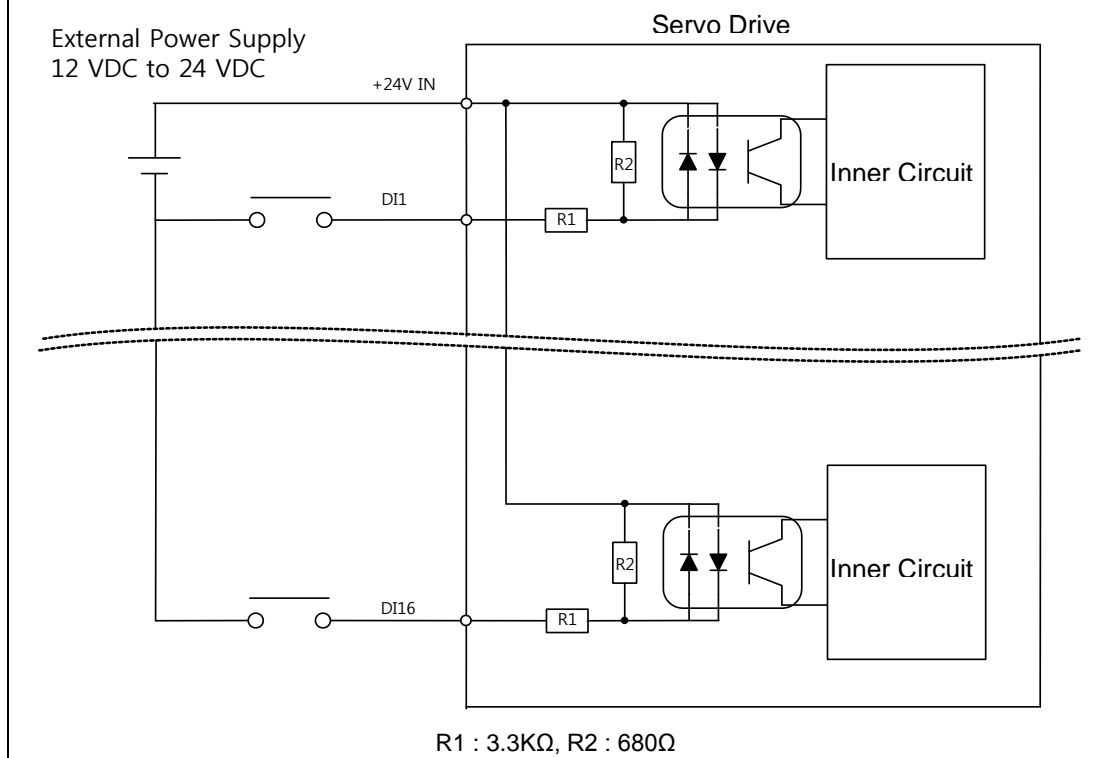 Servo Drive
External Power Supply
12 VDC to 24 VDC
+24V IN
R2
Inner Circuit
DI1
R1
R2
Inner Circuit
DI16
R1
R1 : 3.3KΩ, R2 : 680Ω